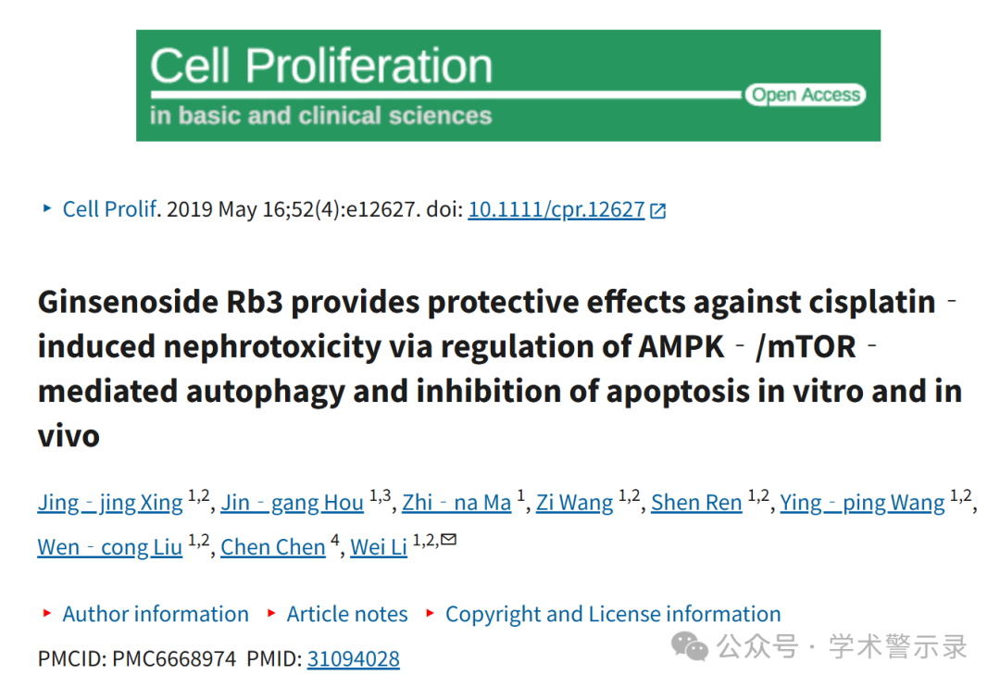 Cell Proliferation
Open Access
in basic and clinical sciences
Cell Prolif. 2019 May 16;52(4):e12627. doi: 10.1111/cpr.12627
Ginsenoside Rb3 provides protective effects against cisplatin‐
induced nephrotoxicity via regulation of AMPK‐ /mTOR‐
mediated autophagy and inhibition of apoptosis in vitro and in
vivo
Jing‐jing Xing 1,2, Jin‐gang Hou 1,3, Zhi‐na Ma 1, Zi Wang 1,2, Shen Ren 1,2, Ying‐ping Wang 1,2,
Wen‐cong Liu 1,2, Chen Chen 4, Wei Li 1,2,✉
Author information Article notes Copyright and License information
PMCID: PMC6668974 PMID: 31094028
公众号 · 学术警示录